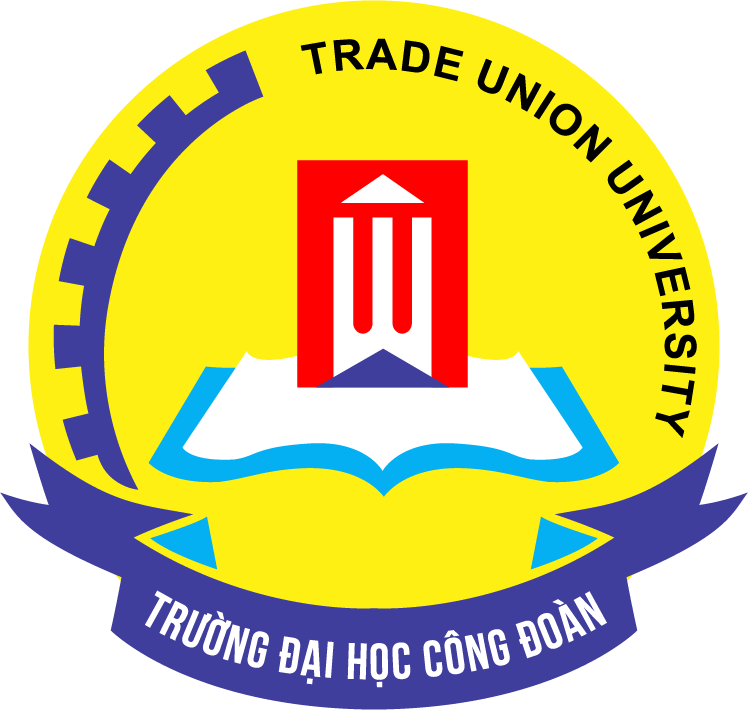 TRADE UNION UNIVERSITY
TRƯỜNG ĐẠI HỌC CÔNG ĐOÀN